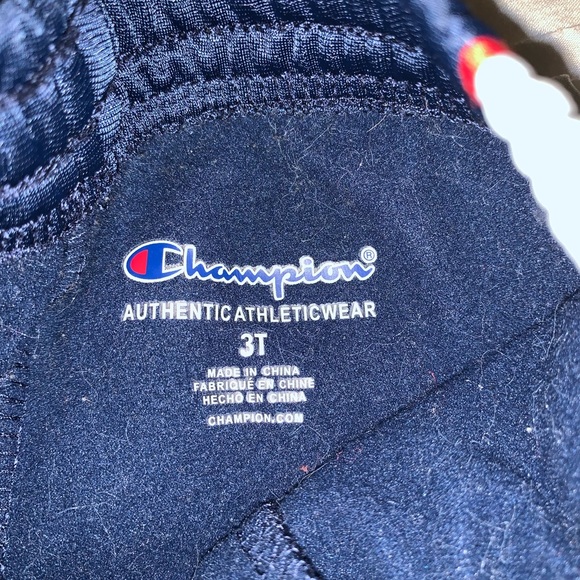 Champion®
AUTHENTIC ATHLETICWEAR
3T
MADE IN CHINA
FABRIQUÉ EN CHINE
HECHO EN CHINA
CHAMPION.COM